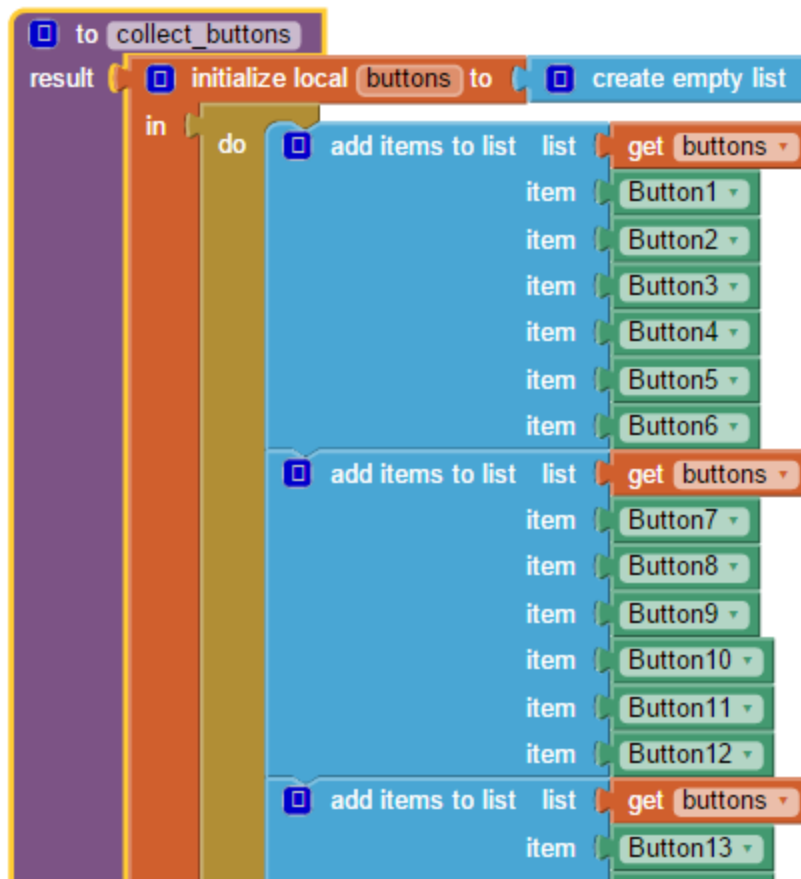 to collect_buttons
result initialize local buttons to create empty list
in
do add items to list list get buttons
item Button1
item Button2
item Button3
item Button4
item Button5
item Button6
add items to list list get buttons
item Button7
item Button8
item Button9
item Button10
item Button11
item Button12
add items to list list get buttons
item Button13